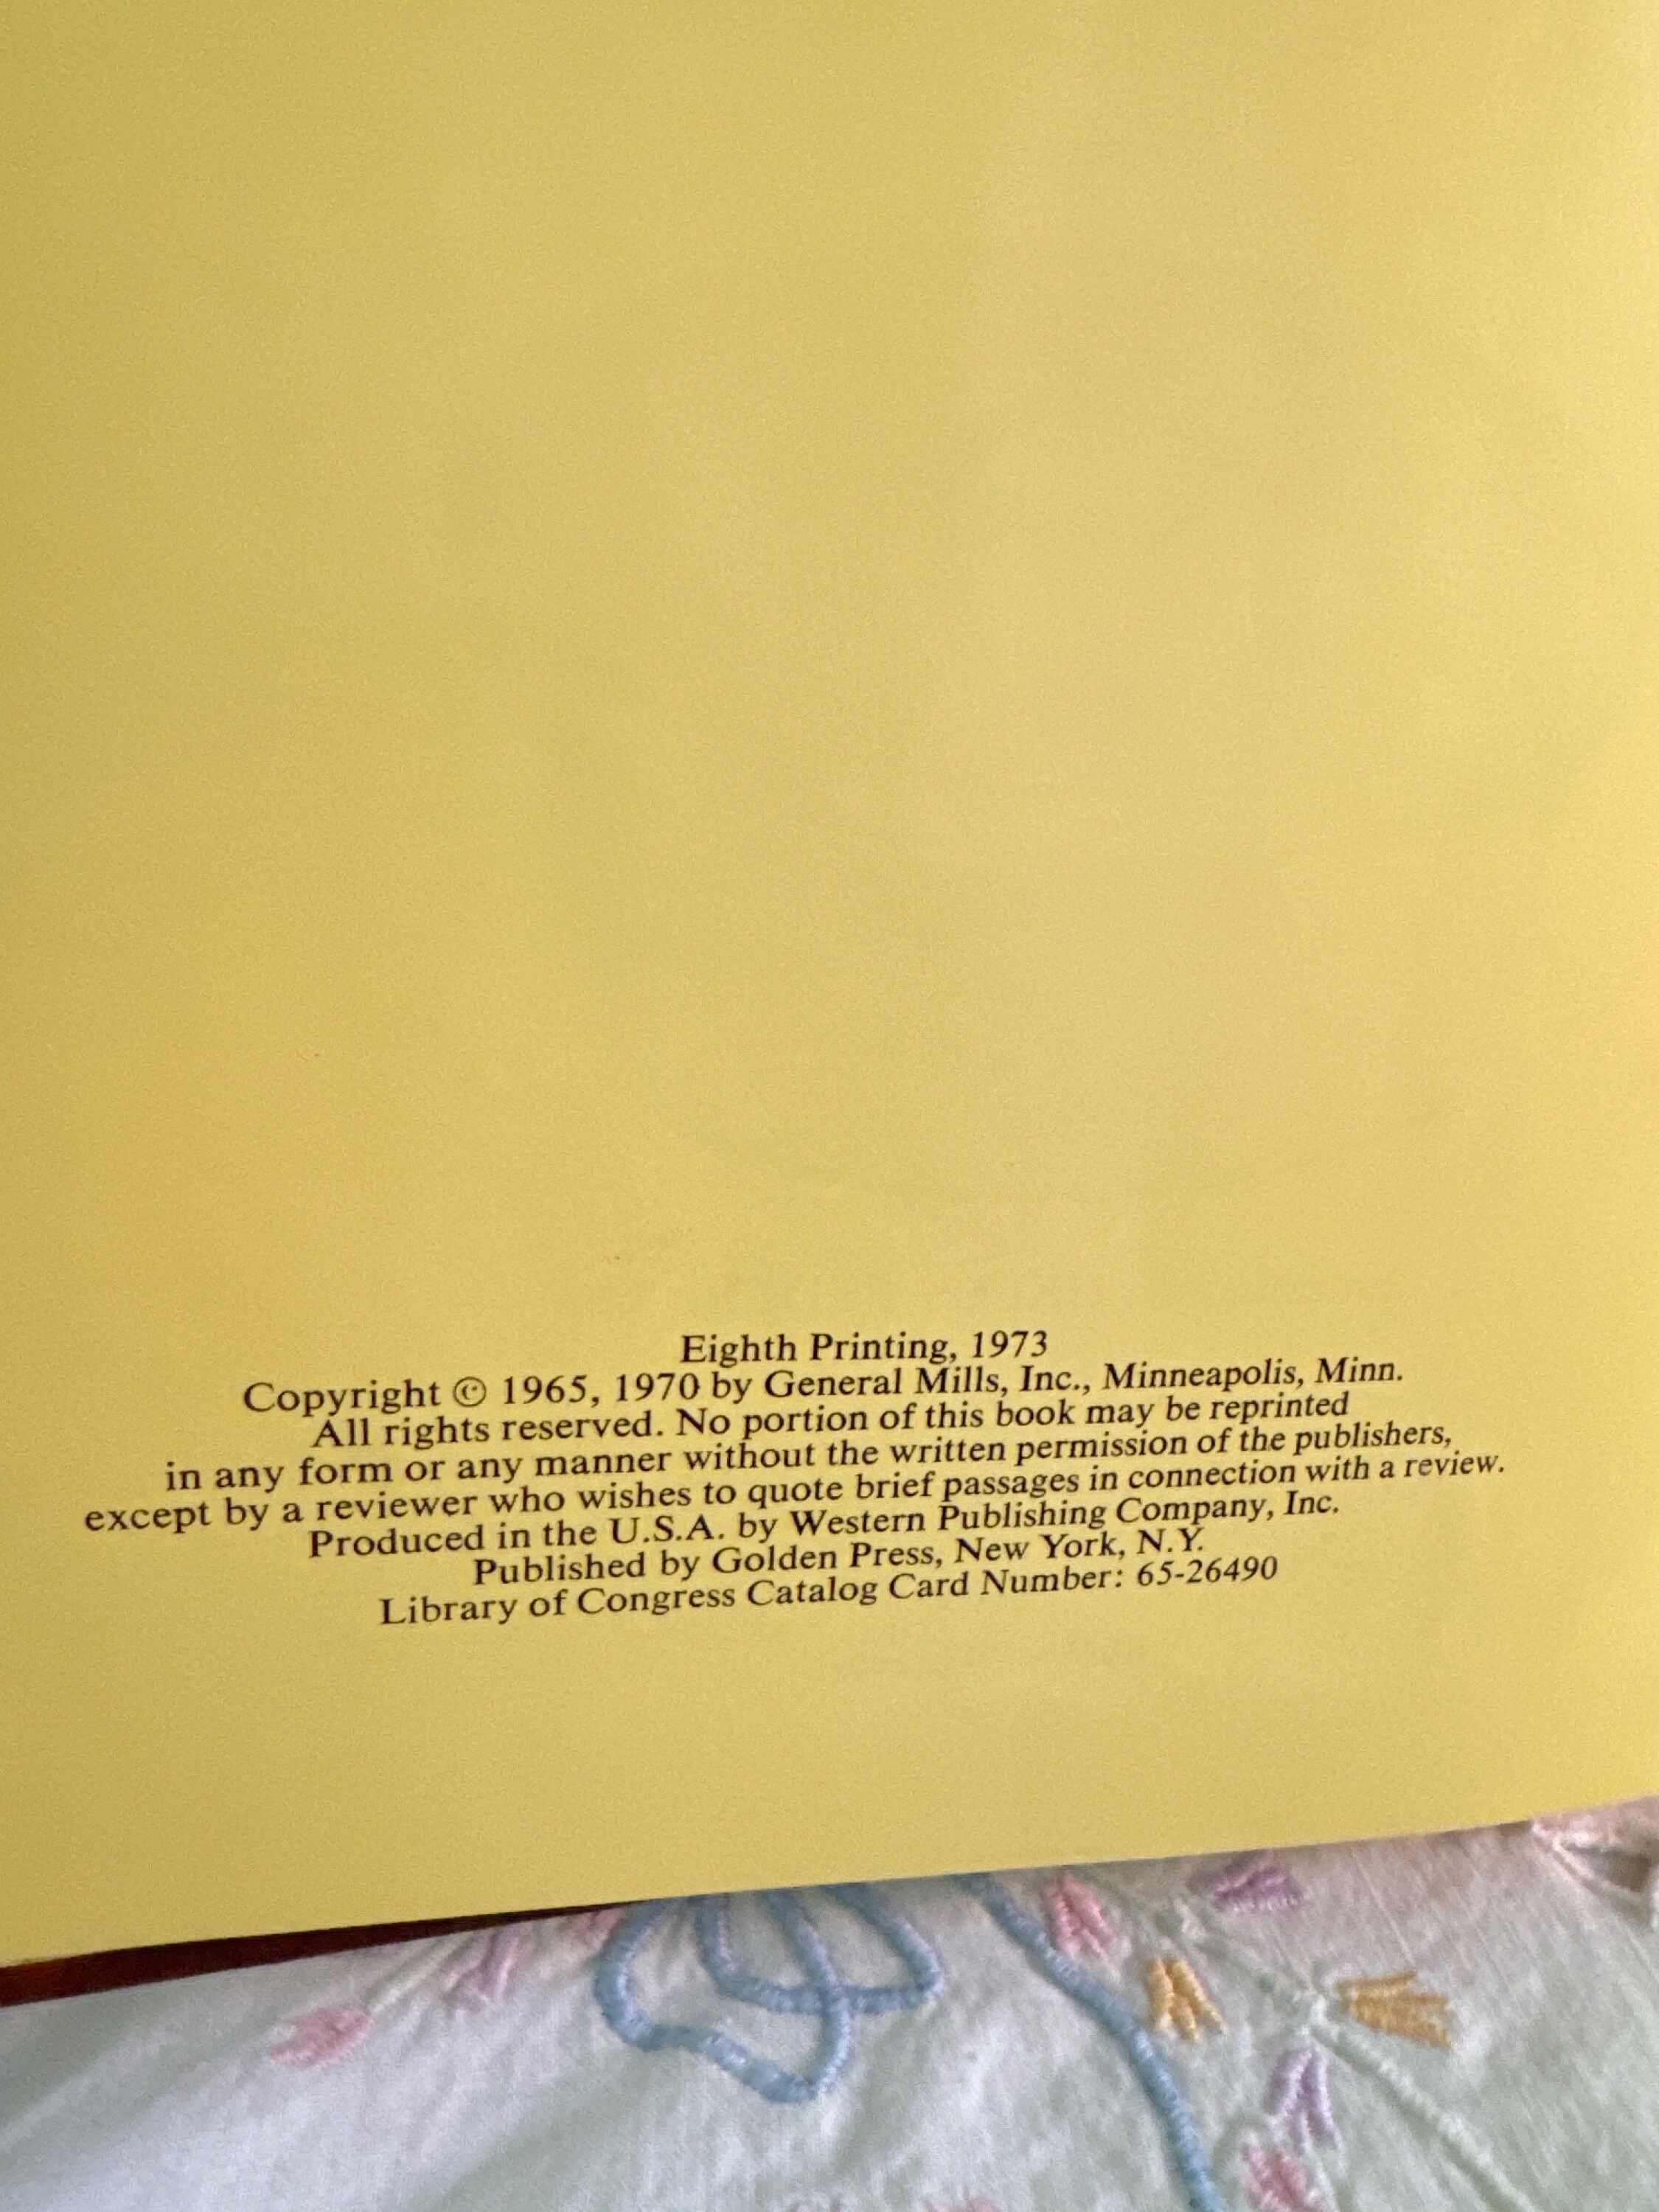 Eighth Printing, 1973
Copyright © 1965, 1970 by General Mills, Inc., Minneapolis, Minn.
All rights reserved. No portion of this book may be reprinted
in any form or any manner without the written permission of the publishers,
except by a reviewer who wishes to quote brief passages in connection with a review.
Produced in the U.S.A. by Western Publishing Company, Inc.
Published by Golden Press, New York, N.Y.
Library of Congress Catalog Card Number: 65-26490